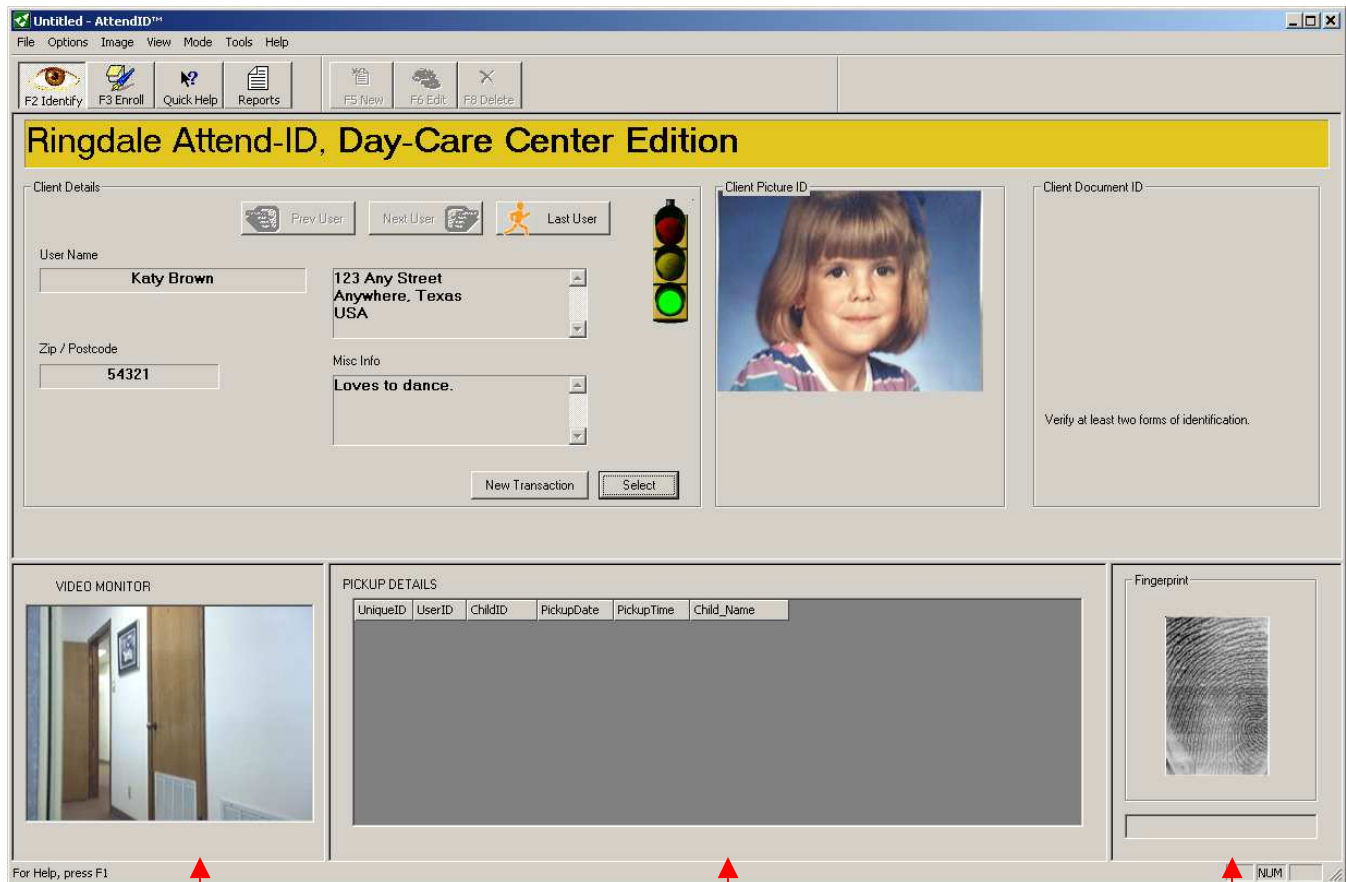 Untitled - AttendID™
File Options Image View Mode Tools Help
F2 Identify F3 Enroll Quick Help Reports F5 New F6 Edit F8 Delete
Ringdale Attend-ID, Day-Care Center Edition
Client Details
Prev User Next User Last User
User Name
Katy Brown
123 Any Street
Anywhere, Texas
USA
Zip / Postcode
54321
Misc Info
Loves to dance.
New Transaction Select
Client Picture ID
Client Document ID
Verify at least two forms of identification.
VIDEO MONITOR
PICKUP DETAILS
UniqueID UserID ChildID PickupDate PickupTime Child_Name
Fingerprint
For Help, press F1
NUM